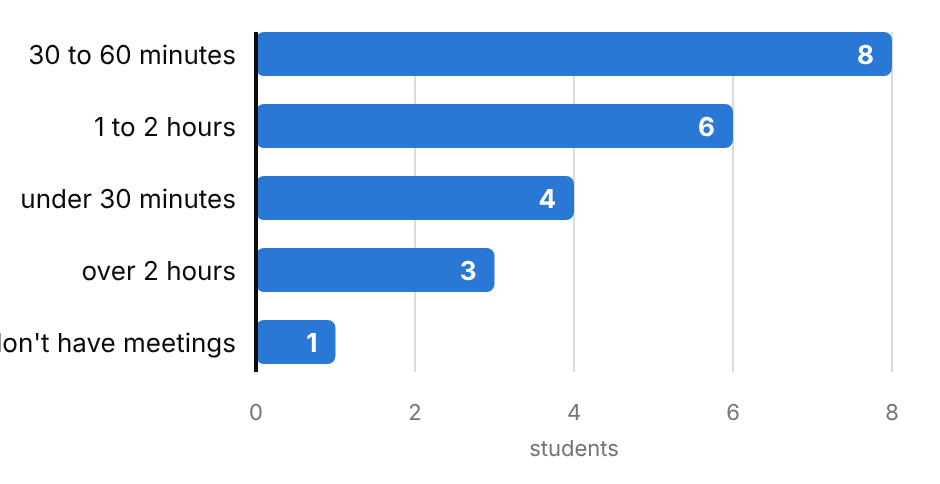 30 to 60 minutes 8
1 to 2 hours 6
under 30 minutes 4
over 2 hours 3
have meetings 1
0 2 4 6 8
students